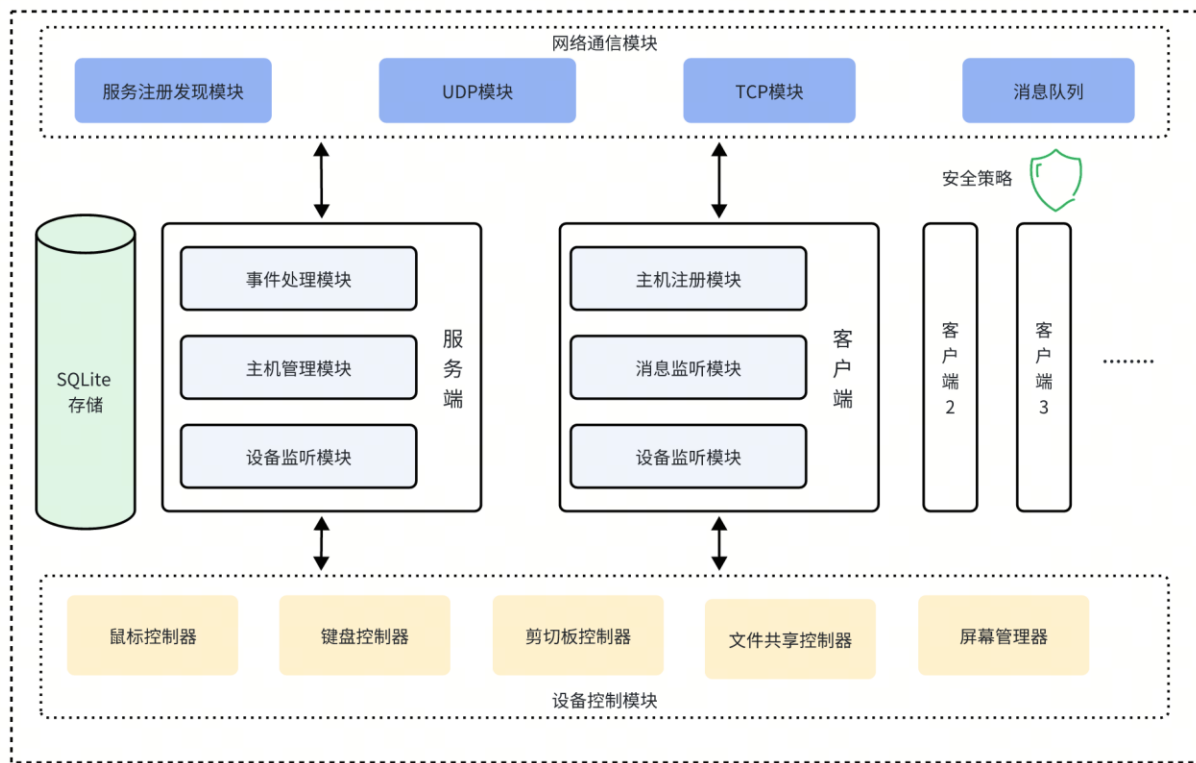 网络通信模块
服务注册发现模块
UDP模块
TCP模块
消息队列
安全策略
SQLite
存储
事件处理模块
主机管理模块
设备监听模块
服务端
主机注册模块
消息监听模块
设备监听模块
客户端
客户端2
客户端3
········
鼠标控制器
键盘控制器
剪切板控制器
文件共享控制器
屏幕管理器
设备控制模块